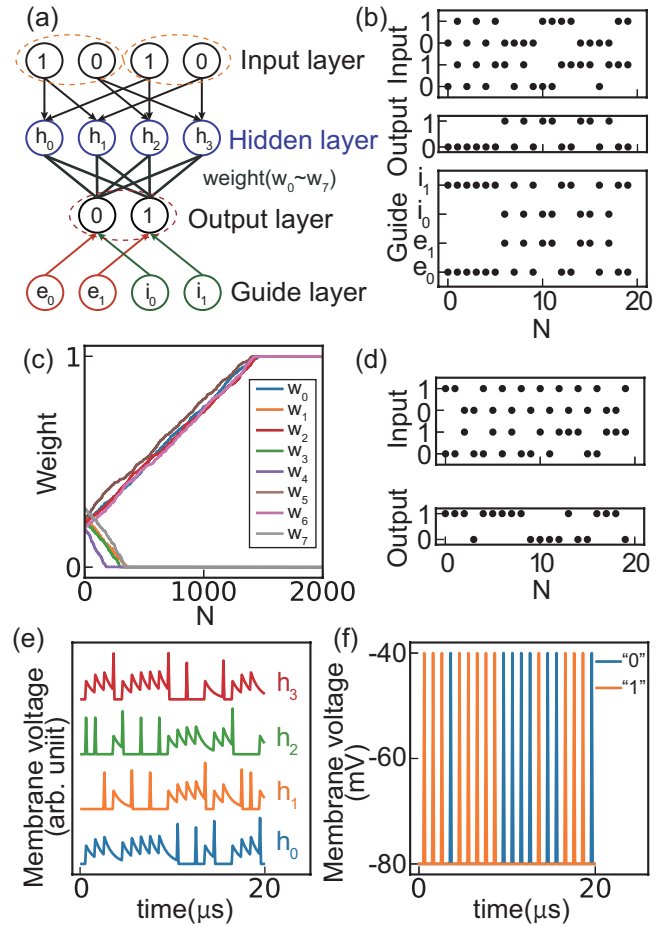 (a)
1 0 1 0 Input layer
h0 h1 h2 h3 Hidden layer
weight(w0~w7)
0 1 Output layer
e0 e1 i0 i1 Guide layer
(b)
1
0
1
0
Input
1
0
Output
i1
i0
e1
e0
Guide
0 10 20
N
(c)
1
0
Weight
w0
w1
w2
w3
w4
w5
w6
w7
0 1000 2000
N
(d)
1
0
1
0
Input
1
0
Output
0 10 20
N
(e)
Membrane voltage
(arb. uniit)
h3
h2
h1
h0
0 20
time(μs)
(f)
Membrane voltage
(mV)
-40
-60
-80
“0”
“1”
0 20
time(μs)